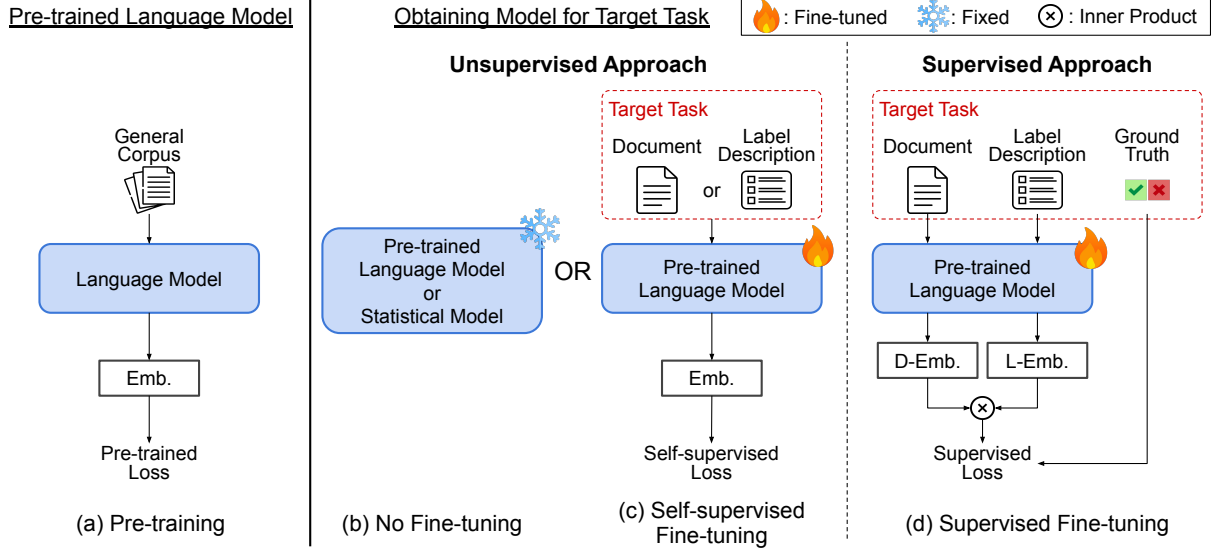 Pre-trained Language Model
Obtaining Model for Target Task
: Fine-tuned
: Fixed
: Inner Product
Unsupervised Approach
Supervised Approach
General
Corpus
Language Model
Emb.
Pre-trained
Loss
(a) Pre-training
Pre-trained
Language Model
or
Statistical Model
(b) No Fine-tuning
OR
Target Task
Document
or
Label
Description
Pre-trained
Language Model
Emb.
Self-supervised
Loss
(c) Self-supervised
Fine-tuning
Target Task
Document
Label
Description
Ground
Truth
Pre-trained
Language Model
D-Emb.
L-Emb.
Supervised
Loss
(d) Supervised Fine-tuning